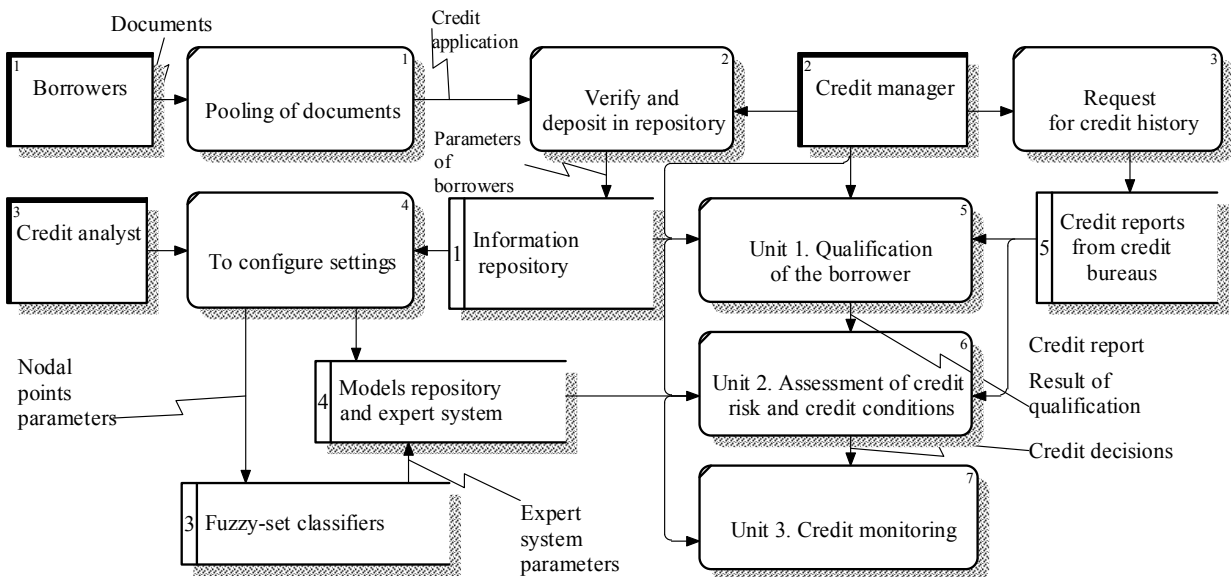 Documents
Credit
application
1
Borrowers
1
Pooling of documents
2
Verify and
deposit in repository
2
Credit manager
3
Request
for credit history
Parameters
of
borrowers
3
Credit analyst
4
To configure settings
1
Information
repository
5
Unit 1. Qualification
of the borrower
5
Credit reports
from credit
bureaus
Nodal
points
parameters
4
Models repository
and expert system
6
Unit 2. Assessment of credit
risk and credit conditions
Credit report
Result of
qualification
Credit decisions
3
Fuzzy-set classifiers
Expert
system
parameters
7
Unit 3. Credit monitoring